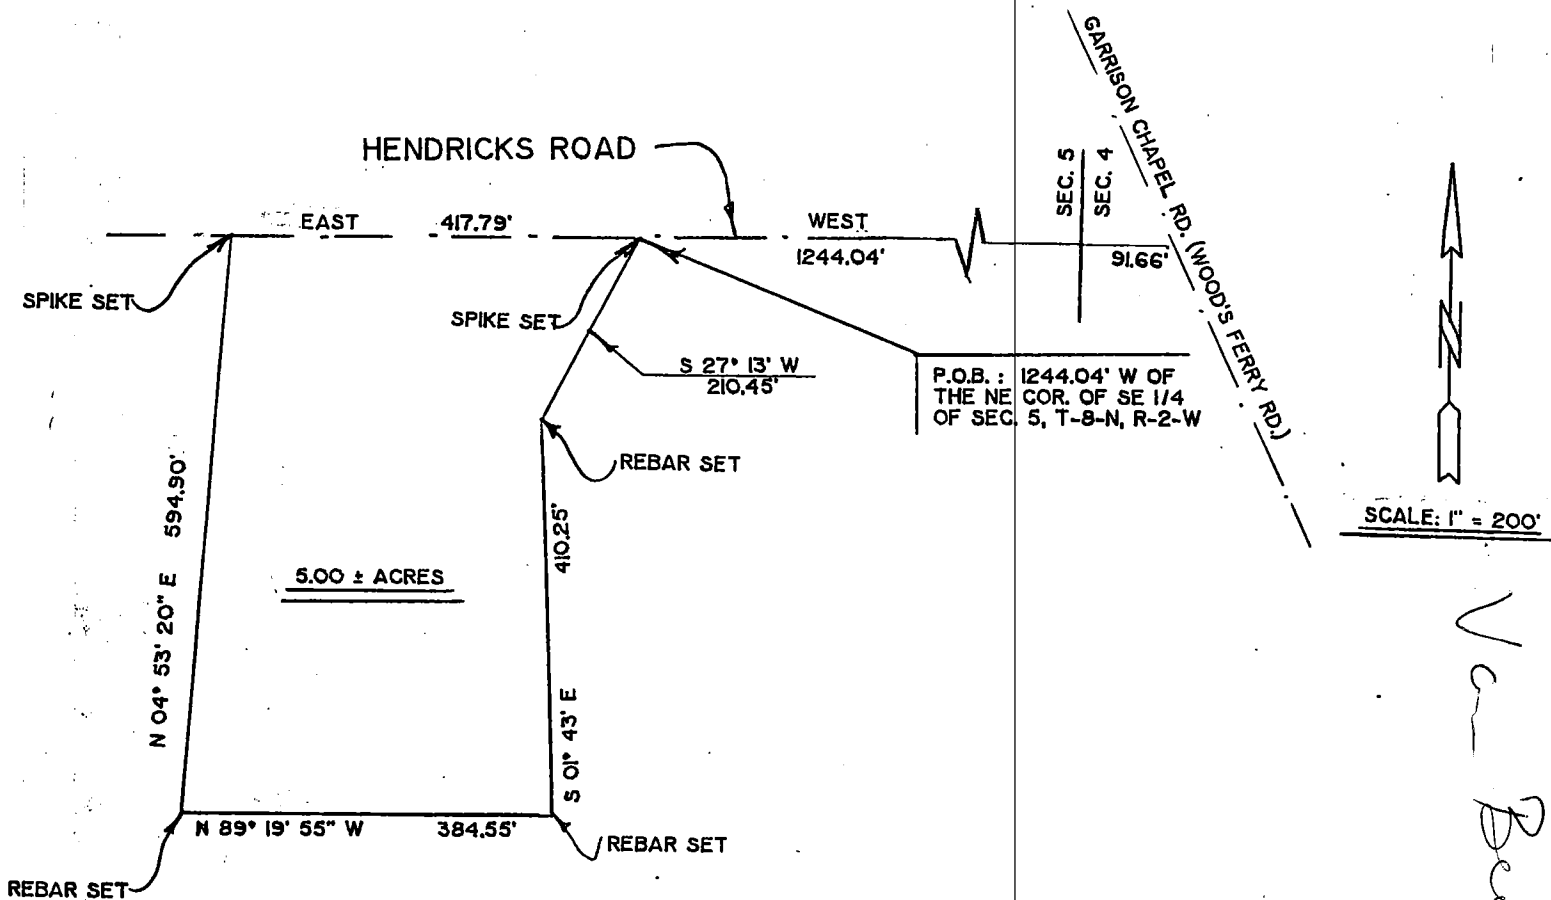 GARRISON CHAPEL RD. (WOOD'S FERRY RD.)
HENDRICKS ROAD
SEC. 5
SEC. 4
EAST 417.79'
WEST
1244.04'
91.66'
SPIKE SET
SPIKE SET
S 27° 13' W
210.45'
P.O.B. : 1244.04' W OF
THE NE COR. OF SE 1/4
OF SEC. 5, T-8-N, R-2-W
N
REBAR SET
N 04° 53' 20" E 594.90'
S 01° 43' E 410.25'
SCALE: 1" = 200'
5.00 ± ACRES
N 89° 19' 55" W 384.55'
REBAR SET
REBAR SET